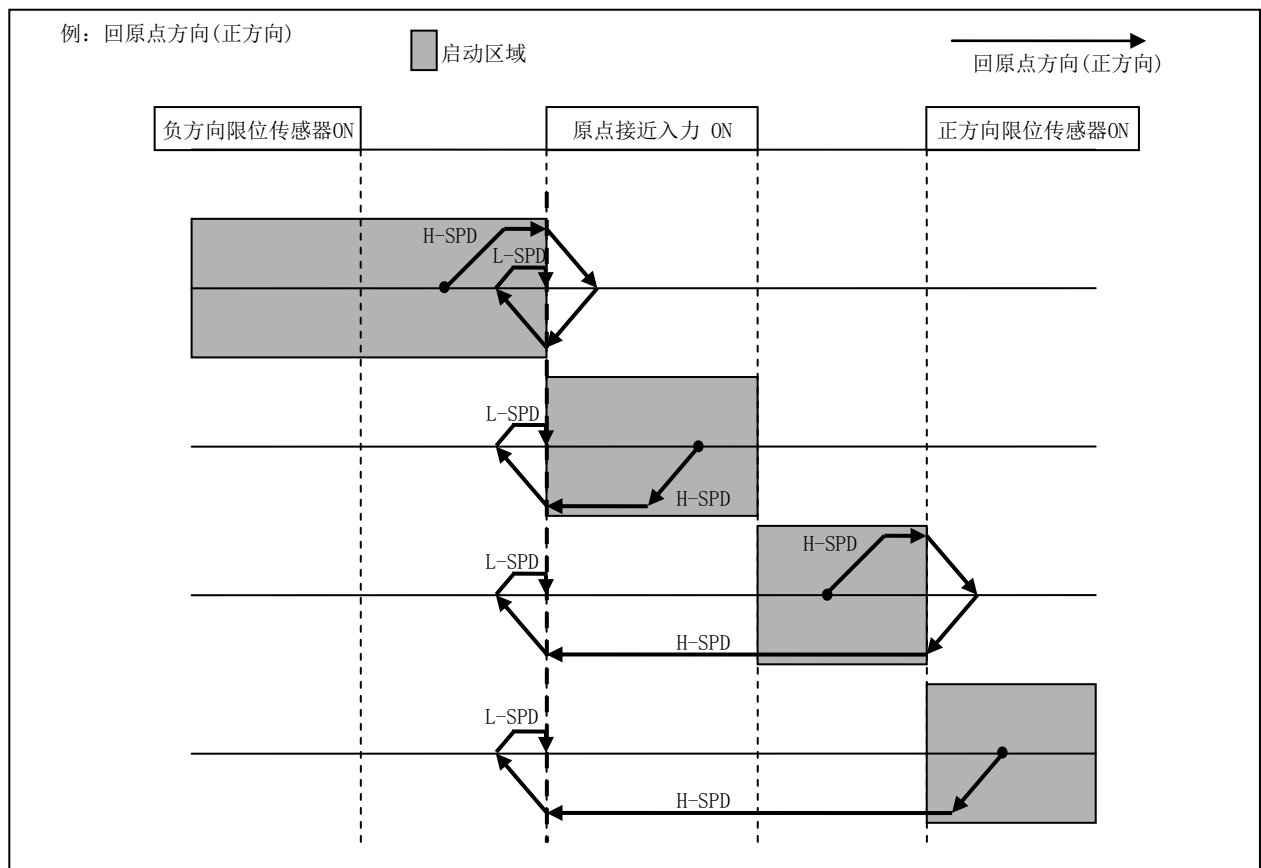 例：回原点方向(正方向)
启动区域
回原点方向(正方向)
负方向限位传感器ON
原点接近入力 ON
正方向限位传感器ON
H-SPD
L-SPD
L-SPD
H-SPD
H-SPD
L-SPD
H-SPD
L-SPD
H-SPD